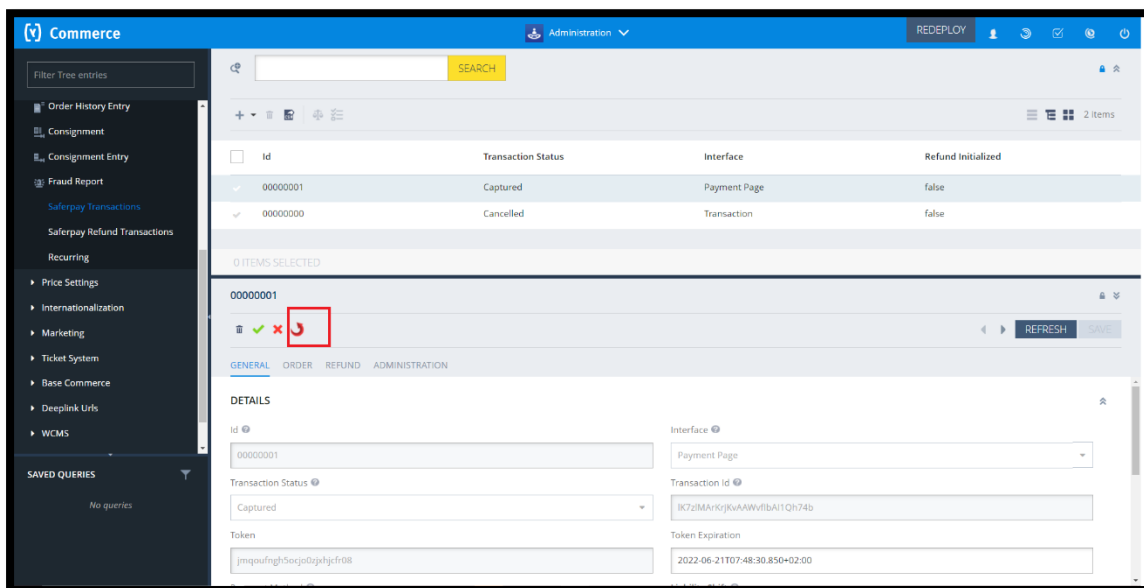 (y) Commerce
Administration
REDEPLOY
Filter Tree entries
Order History Entry
Consignment
Consignment Entry
Fraud Report
Saferpay Transactions
Saferpay Refund Transactions
Recurring
Price Settings
Internationalization
Marketing
Ticket System
Base Commerce
Deeplink Urls
WCMS
SAVED QUERIES
No queries
SEARCH
2 items
Id Transaction Status Interface Refund Initialized
00000001 Captured Payment Page false
00000000 Cancelled Transaction false
0 ITEMS SELECTED
00000001
REFRESH SAVE
GENERAL ORDER REFUND ADMINISTRATION
DETAILS
Id Interface
00000001 Payment Page
Transaction Status Transaction Id
Captured
Token Token Expiration
jmqoufngh5ocjo0zjxhjcfr08 2022-06-21T07:48:30.850+02:00